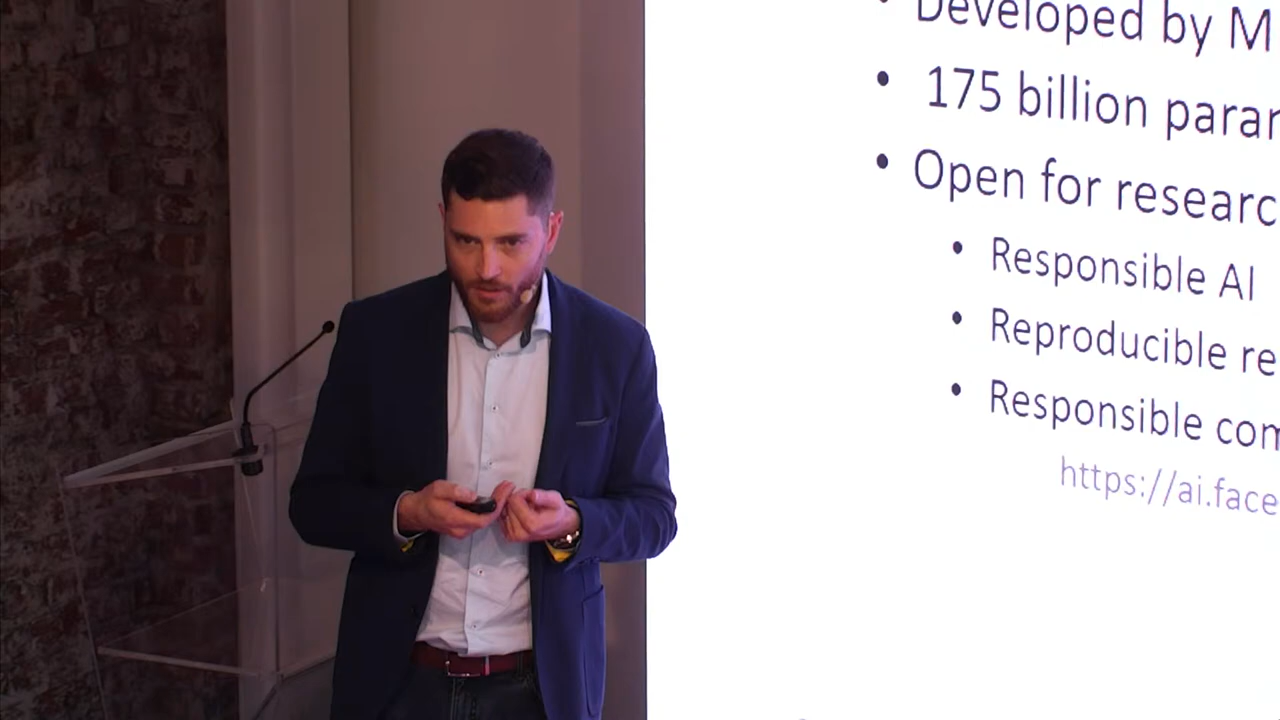 • Developed by M
• 175 billion param
• Open for researc
• Responsible AI
• Reproducible re
• Responsible com
https://ai.face